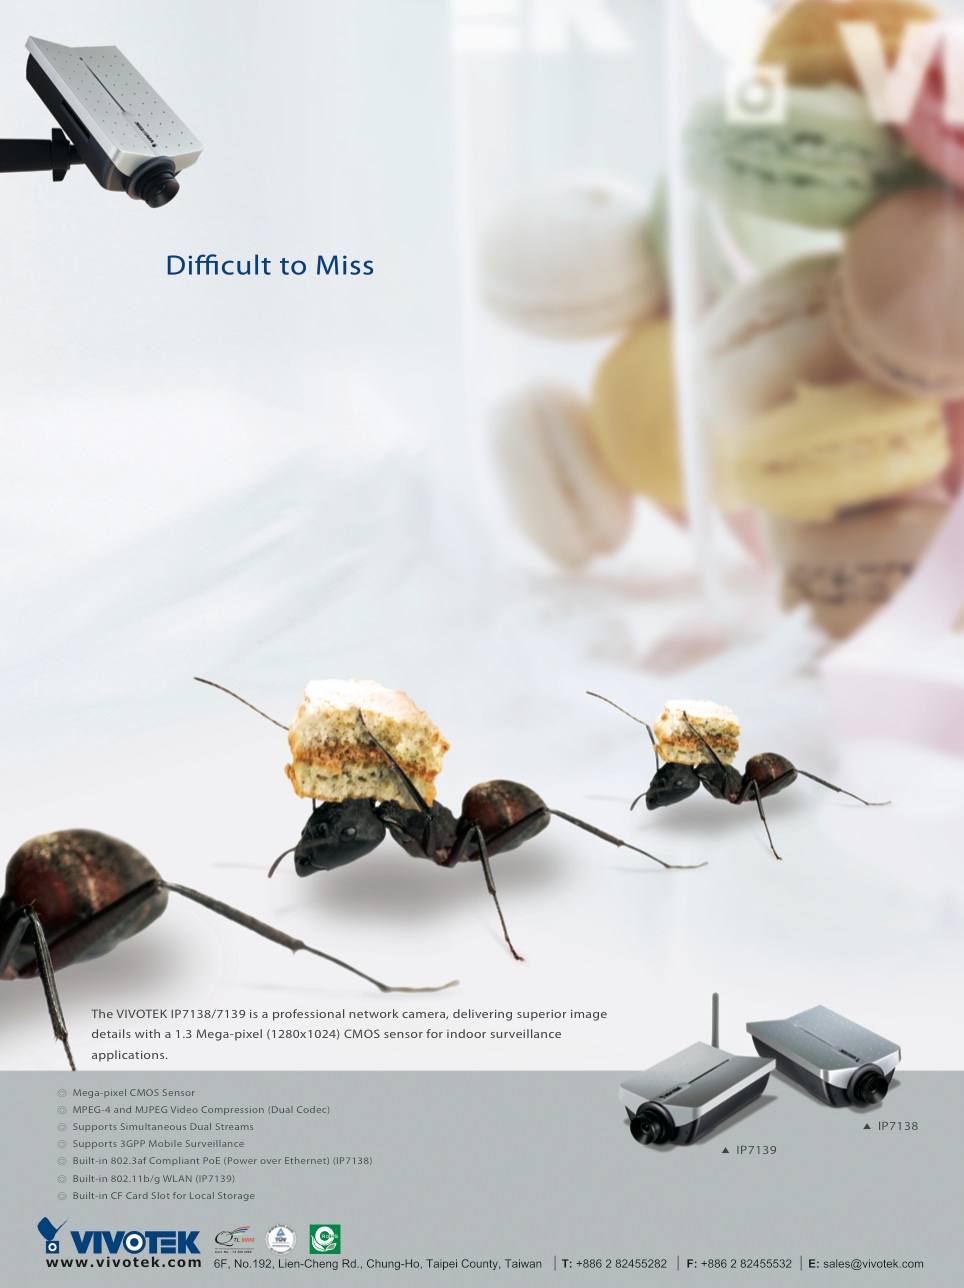 Difficult to Miss
The VIVOTEK IP7138/7139 is a professional network camera, delivering superior image
details with a 1.3 Mega-pixel (1280x1024) CMOS sensor for indoor surveillance
applications.
Mega-pixel CMOS Sensor
MPEG-4 and MJPEG Video Compression (Dual Codec)
Supports Simultaneous Dual Streams
Supports 3GPP Mobile Surveillance
Built-in 802.3af Compliant PoE (Power over Ethernet) (IP7138)
Built-in 802.11b/g WLAN (IP7139)
Built-in CF Card Slot for Local Storage
▲ IP7138
▲ IP7139
VIVOTEK
www.vivotek.com
TL 9000
TÜV
RoHS
6F, No.192, Lien-Cheng Rd., Chung-Ho, Taipei County, Taiwan | T: +886 2 82455282 | F: +886 2 82455532 | E: sales@vivotek.com